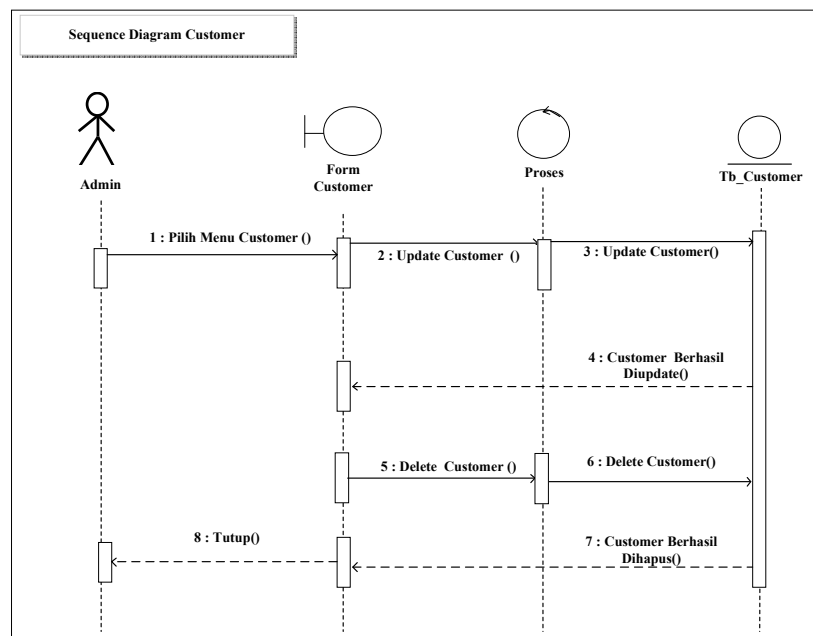 Sequence Diagram Customer
Admin
Form
Customer
Proses
Tb_Customer
1 : Pilih Menu Customer ()
2 : Update Customer ()
3 : Update Customer()
4 : Customer Berhasil
Diupdate()
5 : Delete Customer ()
6 : Delete Customer()
8 : Tutup()
7 : Customer Berhasil
Dihapus()